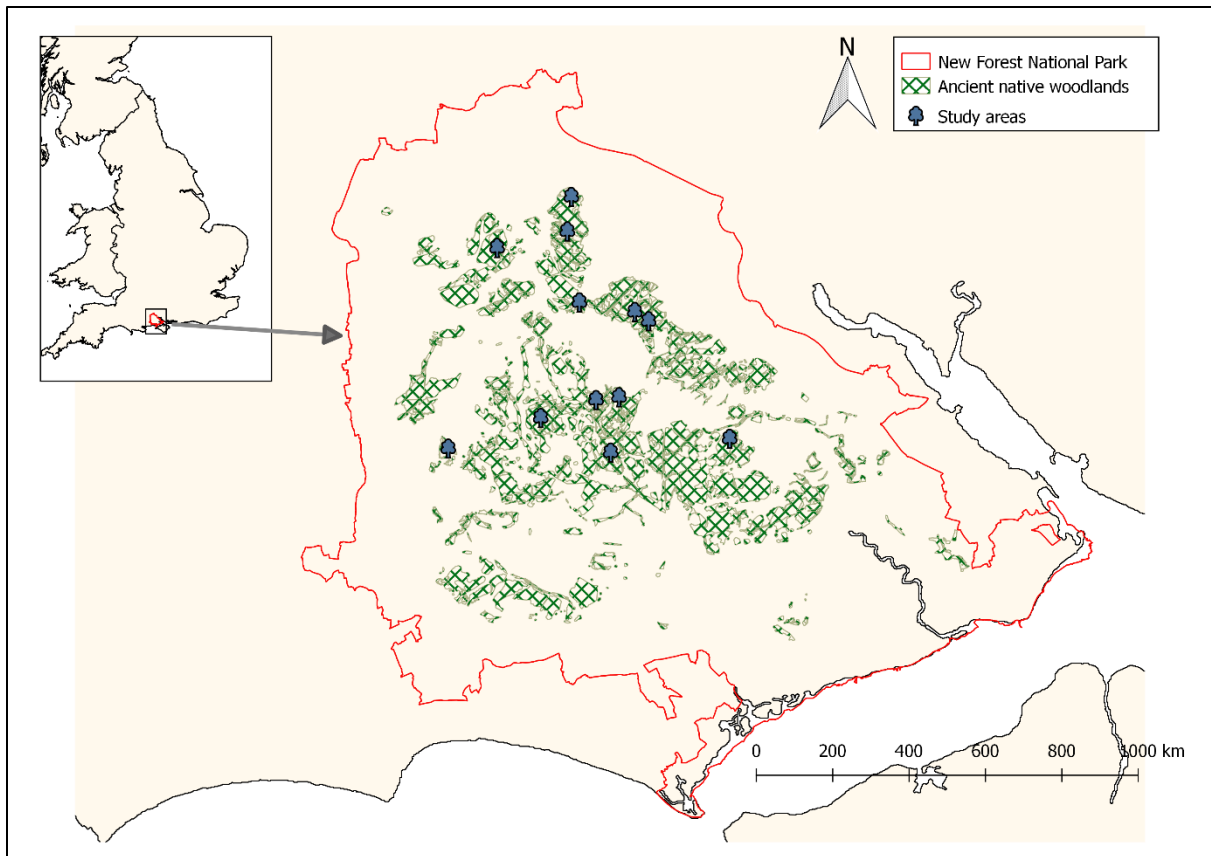 N
New Forest National Park
Ancient native woodlands
Study areas
0 200 400 600 800 1000 km